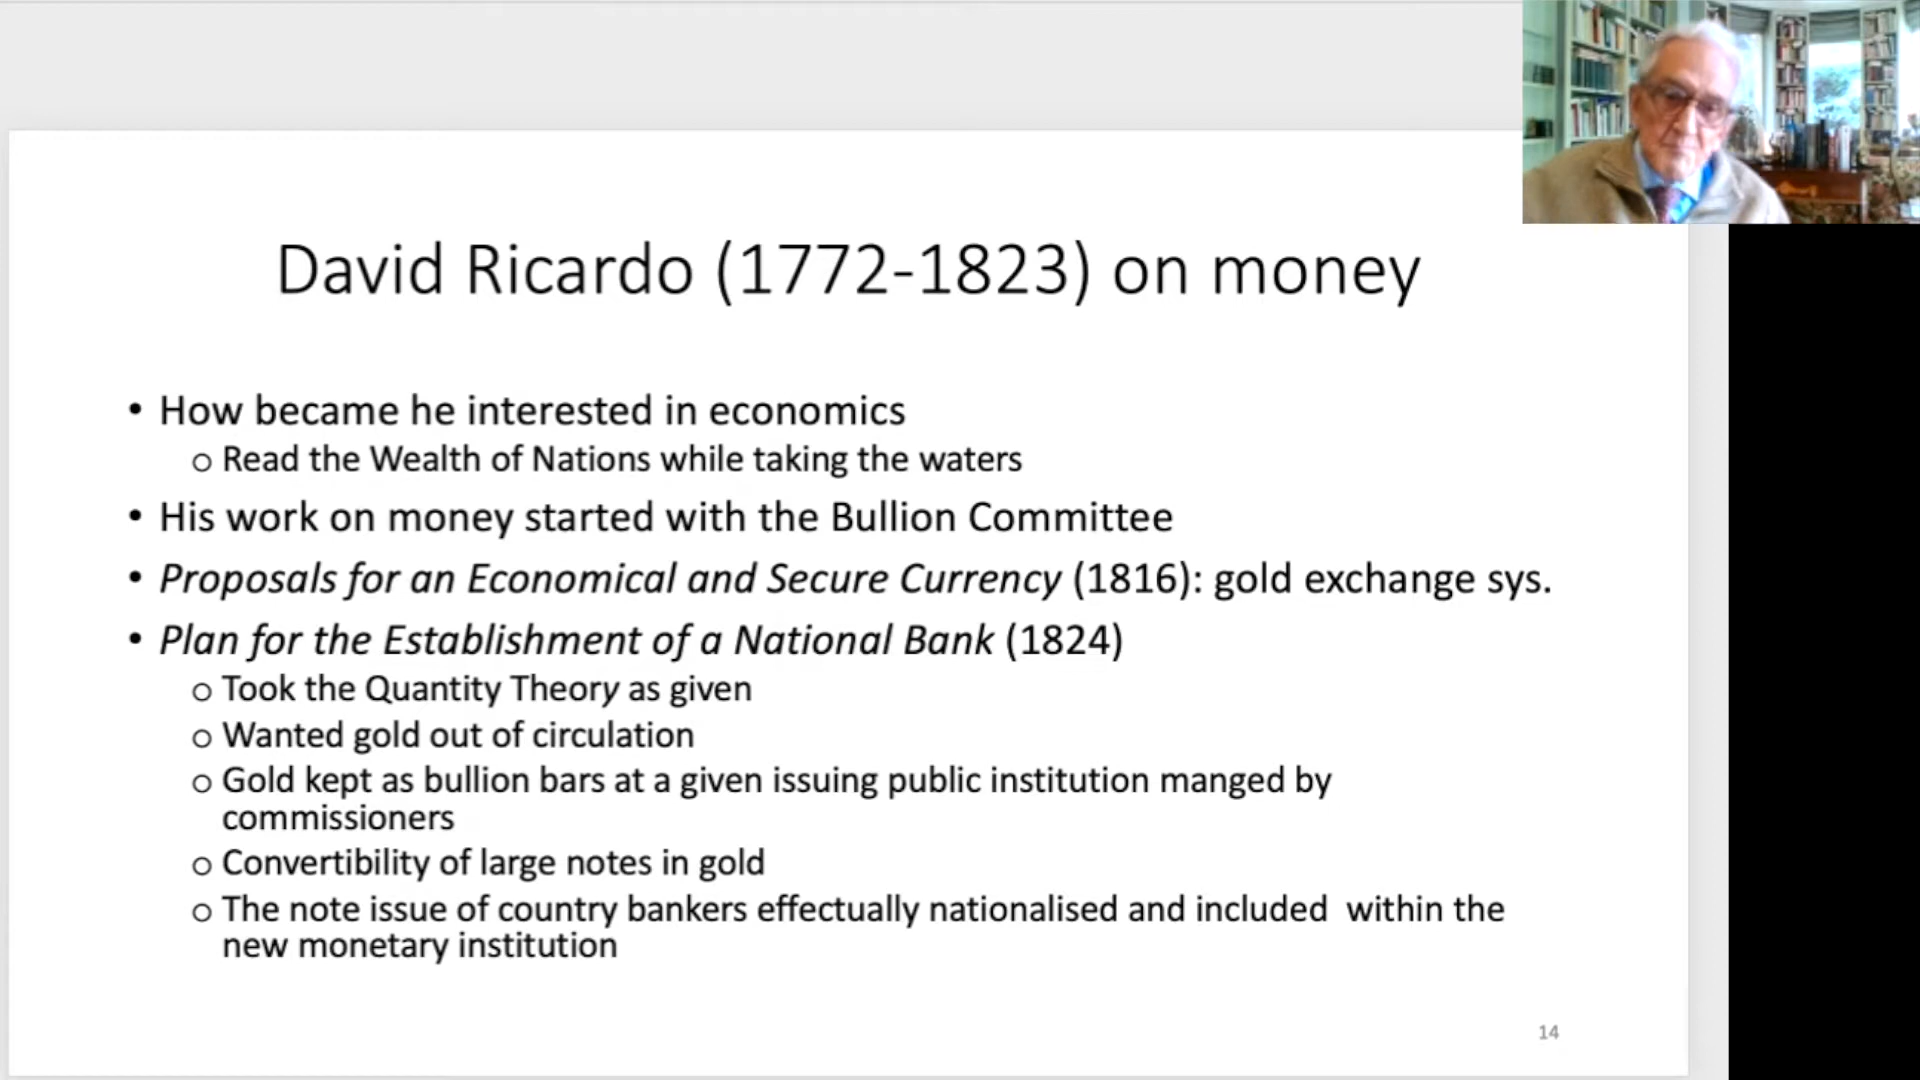 David Ricardo (1772-1823) on money
• How became he interested in economics
o Read the Wealth of Nations while taking the waters
• His work on money started with the Bullion Committee
• Proposals for an Economical and Secure Currency (1816): gold exchange sys.
• Plan for the Establishment of a National Bank (1824)
o Took the Quantity Theory as given
o Wanted gold out of circulation
o Gold kept as bullion bars at a given issuing public institution manged by
commissioners
o Convertibility of large notes in gold
o The note issue of country bankers effectually nationalised and included  within the
new monetary institution
14